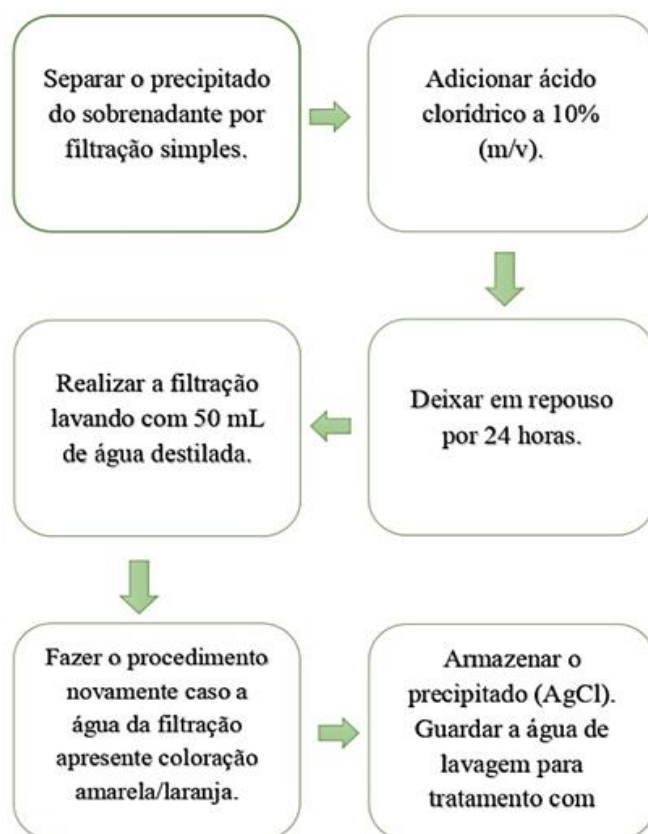 Separar o precipitado
do sobrenadante por
filtração simples.
Adicionar ácido
clorídrico a 10%
(m/v).
Deixar em repouso
por 24 horas.
Realizar a filtração
lavando com 50 mL
de água destilada.
Fazer o procedimento
novamente caso a
água da filtração
apresente coloração
amarela/laranja.
Armazenar o
precipitado (AgCl).
Guardar a água de
lavagem para
tratamento com